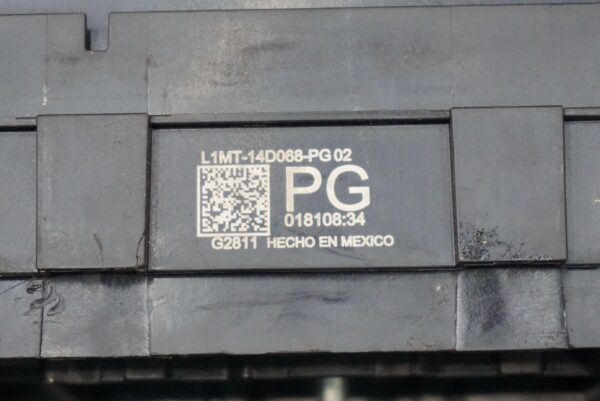 L1MT-14D068-PG 02
PG
018108:34
G2811 HECHO EN MEXICO